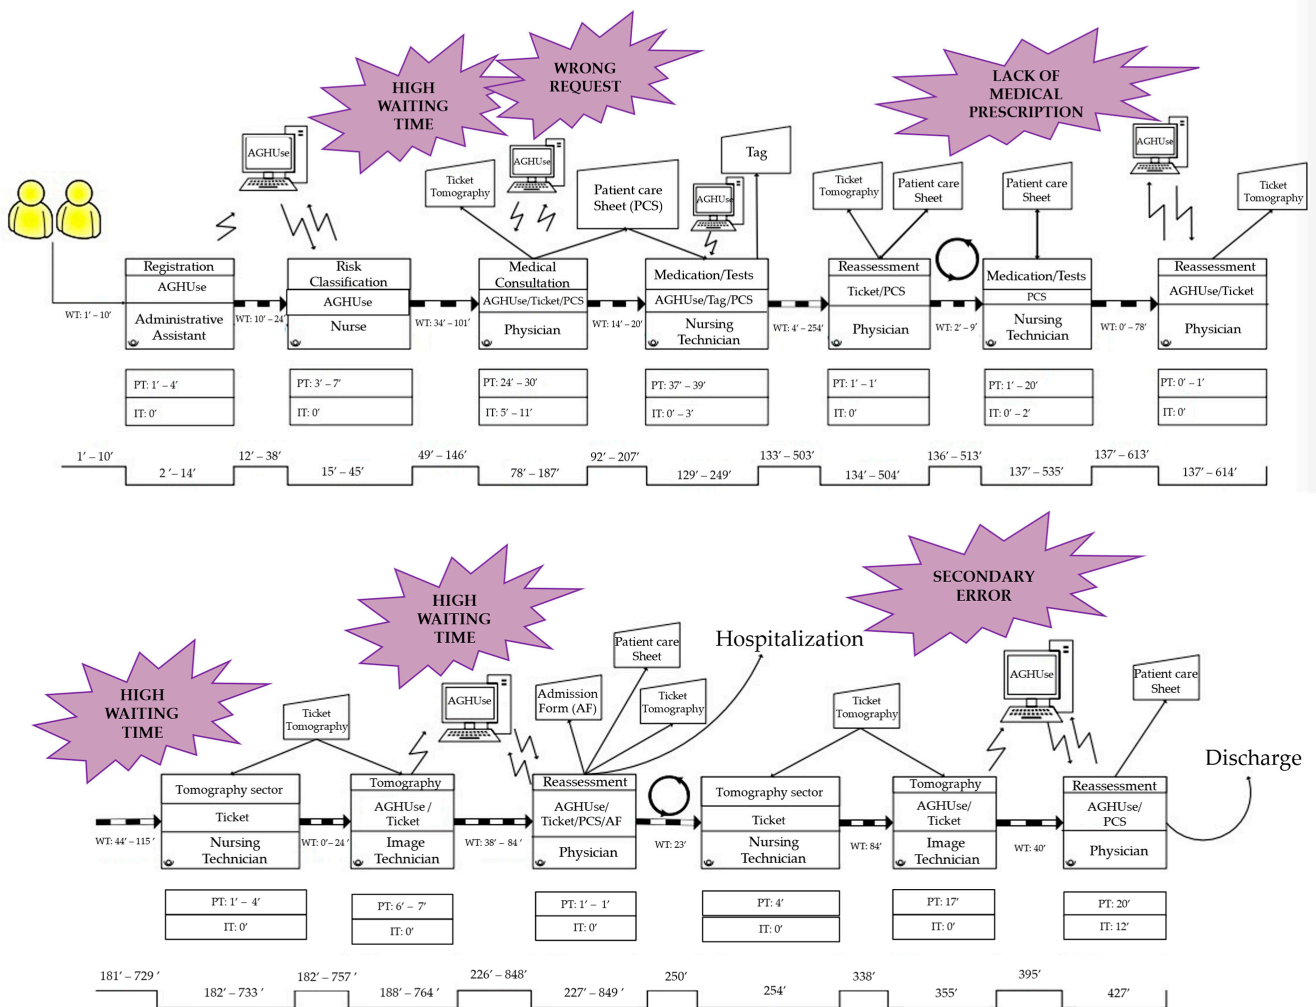 HIGH
WAITING
TIME
WRONG
REQUEST
LACK OF
MEDICAL
PRESCRIPTION
AGHUse
Ticket
Tomography
AGHUse
Patient care
Sheet (PCS)
AGHUse
Tag
Ticket
Tomography
Patient care
Sheet
Patient care
Sheet
AGHUse
Ticket
Tomography
WT: 1' – 10'
Registration
AGHUse
Administrative
Assistant
WT: 10' – 24'
Risk
Classification
AGHUse
Nurse
WT: 34' – 101'
Medical
Consultation
AGHUse/Ticket/PCS
Physician
WT: 14' – 20'
Medication/Tests
AGHUse/Tag/PCS
Nursing
Technician
WT: 4' – 254'
Reassessment
Ticket/PCS
Physician
WT: 2' – 9'
Medication/Tests
PCS
Nursing
Technician
WT: 0' – 78'
Reassessment
AGHUse/Ticket
Physician
PT: 1' – 4'
IT: 0'
PT: 3' – 7'
IT: 0'
PT: 24' – 30'
IT: 5' – 11'
PT: 37' – 39'
IT: 0' – 3'
PT: 1' – 1'
IT: 0'
PT: 1' – 20'
IT: 0' – 2'
PT: 0' – 1'
IT: 0'
1' – 10'
2 ' – 14'
12' – 38'
15' – 45'
49' – 146'
78' – 187'
92' – 207'
129' – 249'
133' – 503'
134' – 504'
136' – 513'
137' – 535'
137' – 613'
137' – 614'
HIGH
WAITING
TIME
HIGH
WAITING
TIME
SECONDARY
ERROR
Ticket
Tomography
AGHUse
Admission
Form (AF)
Patient care
Sheet
Ticket
Tomography
Hospitalization
Ticket
Tomography
AGHUse
Patient care
Sheet
Discharge
WT: 44' – 115 '
Tomography sector
Ticket
Nursing
Technician
WT: 0' – 24 '
Tomography
AGHUse /
Ticket
Image
Technician
WT: 38' – 84 '
Reassessment
AGHUse/
Ticket/PCS/AF
Physician
WT: 23'
Tomography sector
Ticket
Nursing
Technician
WT: 84'
Tomography
AGHUse/
Ticket
Image
Technician
WT: 40'
Reassessment
AGHUse/
PCS
Physician
PT: 1' – 4'
IT: 0'
PT: 6' – 7'
IT: 0'
PT: 1' – 1'
IT: 0'
PT: 4'
IT: 0'
PT: 17'
IT: 0'
PT: 20'
IT: 12'
181' – 729 '
182' – 733 '
182' – 757 '
188' – 764 '
226' – 848'
227' – 849 '
250'
254'
338'
355'
395'
427'